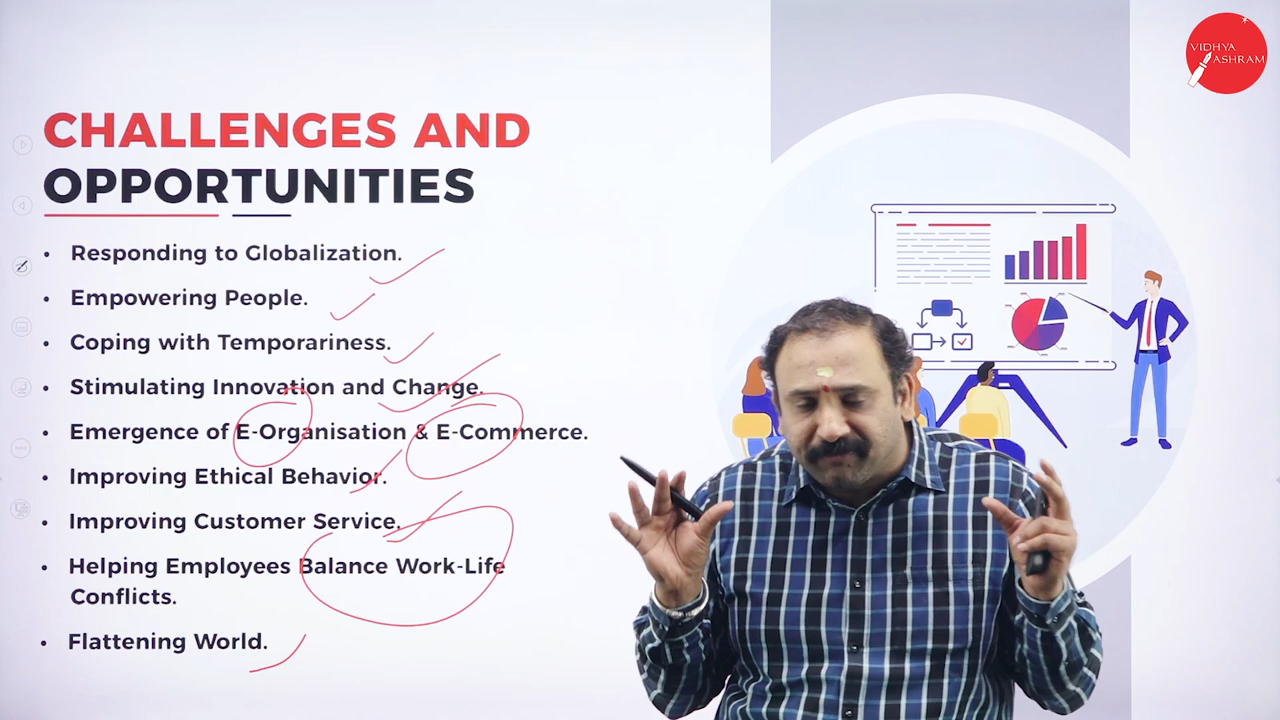 VIDHYA
ASHRAM
CHALLENGES AND
OPPORTUNITIES
• Responding to Globalization.
• Empowering People.
• Coping with Temporariness.
• Stimulating Innovation and Change.
• Emergence of E-Organisation & E-Commerce.
• Improving Ethical Behavior.
• Improving Customer Service.
• Helping Employees Balance Work-Life
Conflicts.
• Flattening World.